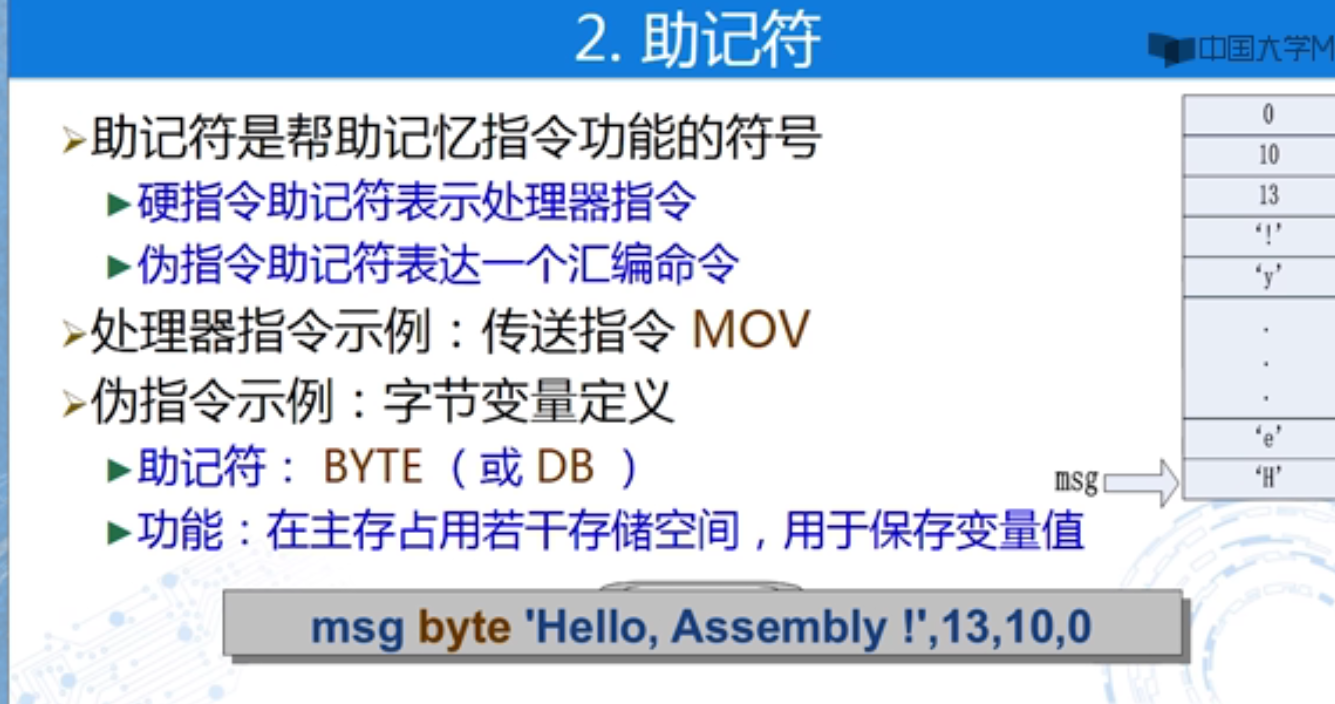 2. 助记符
中国大学M
➢助记符是帮助记忆指令功能的符号
►硬指令助记符表示处理器指令
►伪指令助记符表达一个汇编命令
➢处理器指令示例：传送指令 MOV
➢伪指令示例：字节变量定义
►助记符： BYTE （或 DB ）
►功能：在主存占用若干存储空间，用于保存变量值
msg byte 'Hello, Assembly !',13,10,0
0
10
13
‘!’
‘y’
.
.
.
‘e’
msg
‘H’